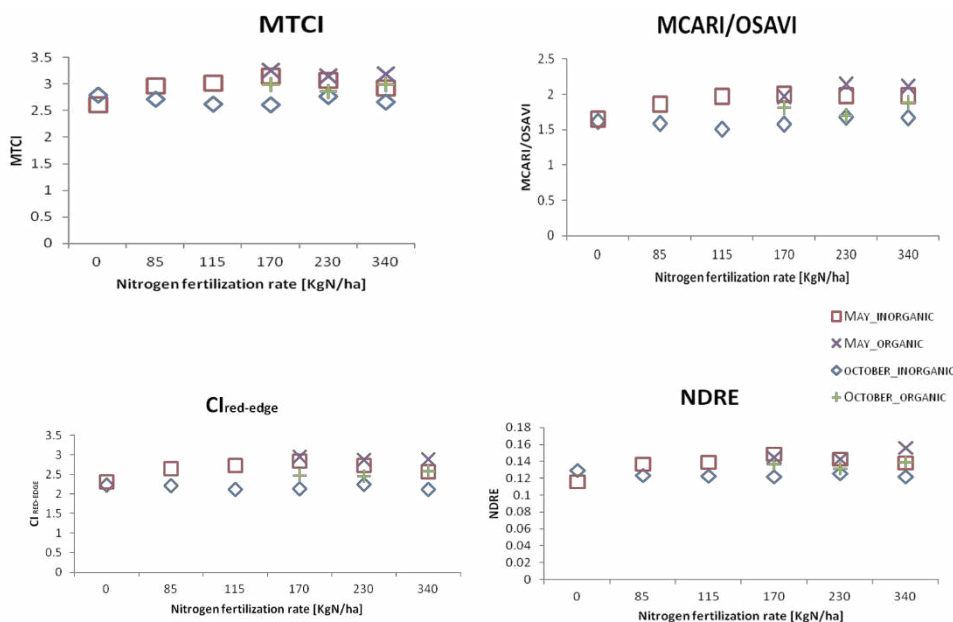 MTCI
3.5
3
2.5
2
1.5
1
0.5
0
MTCI
0 85 115 170 230 340
Nitrogen fertilization rate [KgN/ha]
MCARI/OSAVI
2.5
2
1.5
1
0.5
0
MCARI/OSAVI
0 85 115 170 230 340
Nitrogen fertilization rate [KgN/ha]
MAY_INORGANIC
MAY_ORGANIC
OCTOBER_INORGANIC
OCTOBER_ORGANIC
CIred-edge
3.5
3
2.5
2
1.5
1
0.5
0
CI RED-EDGE
0 85 115 170 230 340
Nitrogen fertilization rate [KgN/ha]
NDRE
0.18
0.16
0.14
0.12
0.1
0.08
0.06
0.04
0.02
0
NDRE
0 85 115 170 230 340
Nitrogen fertilization rate [KgN/ha]